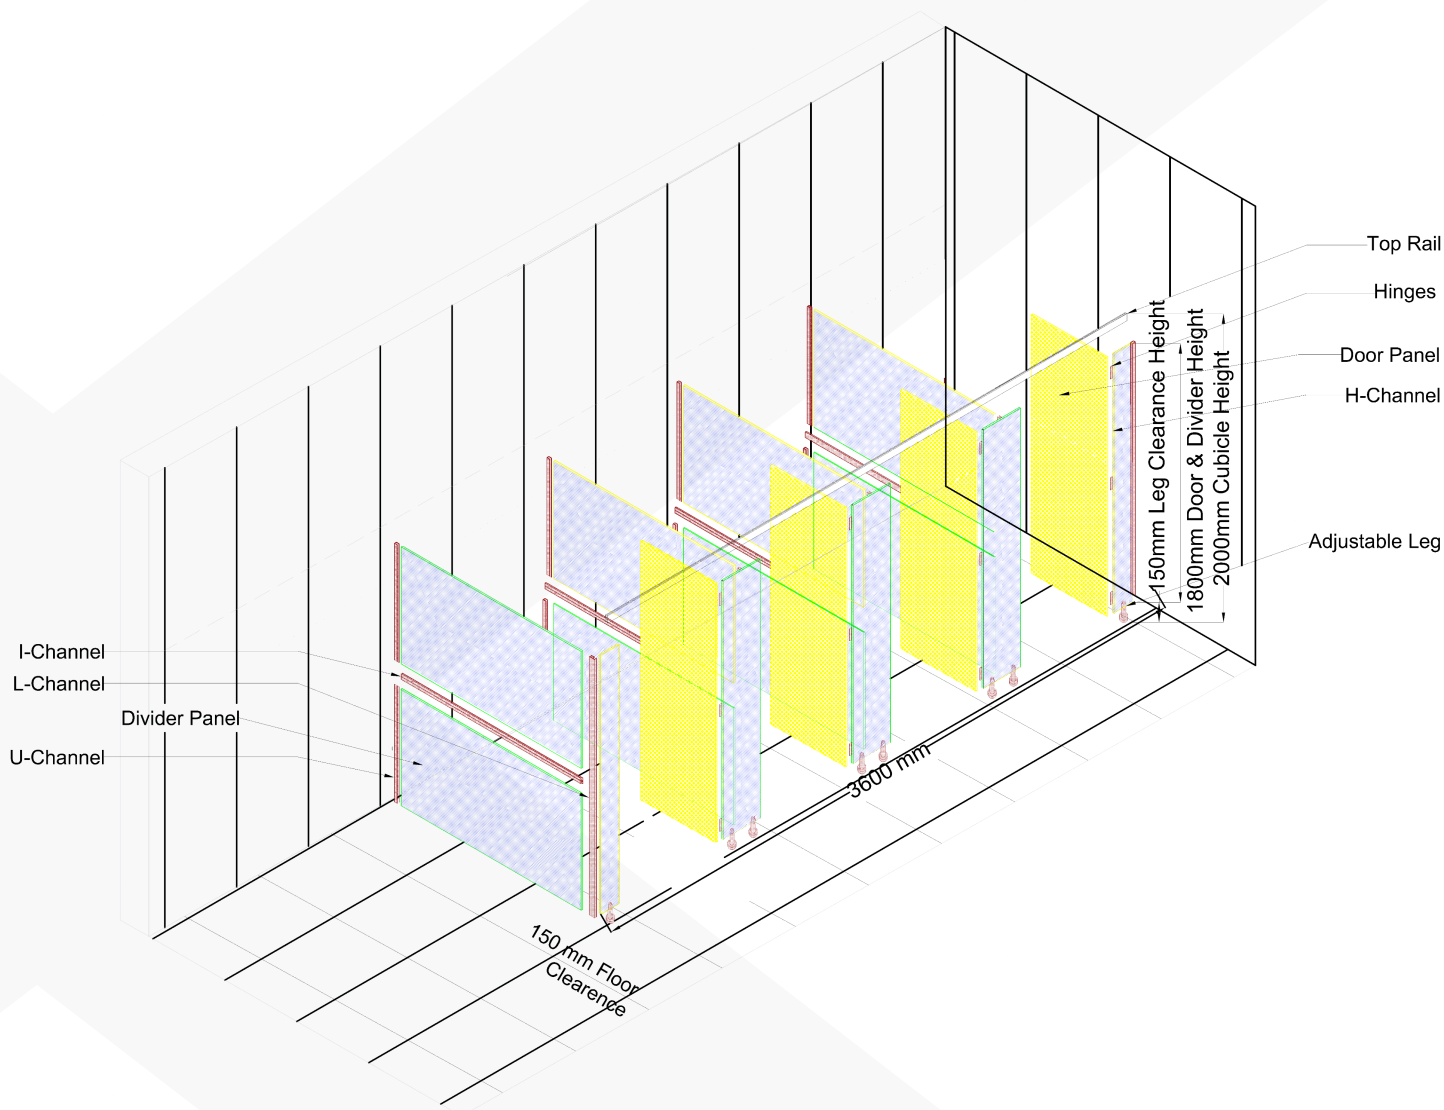 Top Rail
Hinges
Door Panel
H-Channel
150mm Leg Clearance Height
1800mm Door & Divider Height
2000mm Cubicle Height
Adjustable Leg
I-Channel
L-Channel
Divider Panel
U-Channel
3600 mm
150 mm Floor
Clearence